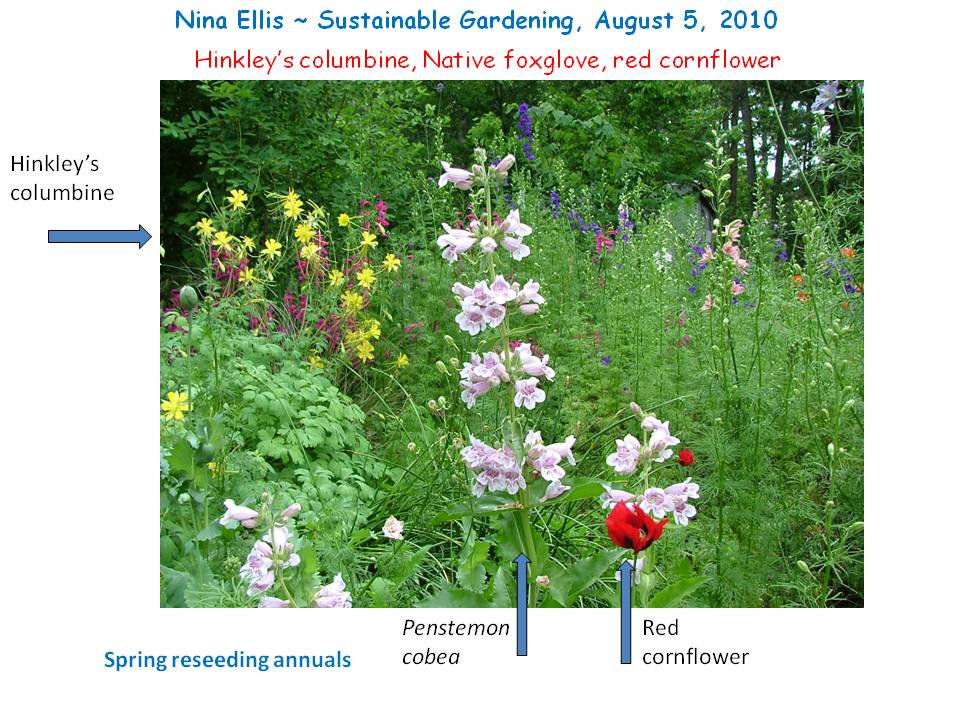 Nina Ellis ~ Sustainable Gardening, August 5, 2010
Hinkley's columbine, Native foxglove, red cornflower
Hinkley's
columbine
Penstemon
cobea
Red
cornflower
Spring reseeding annuals